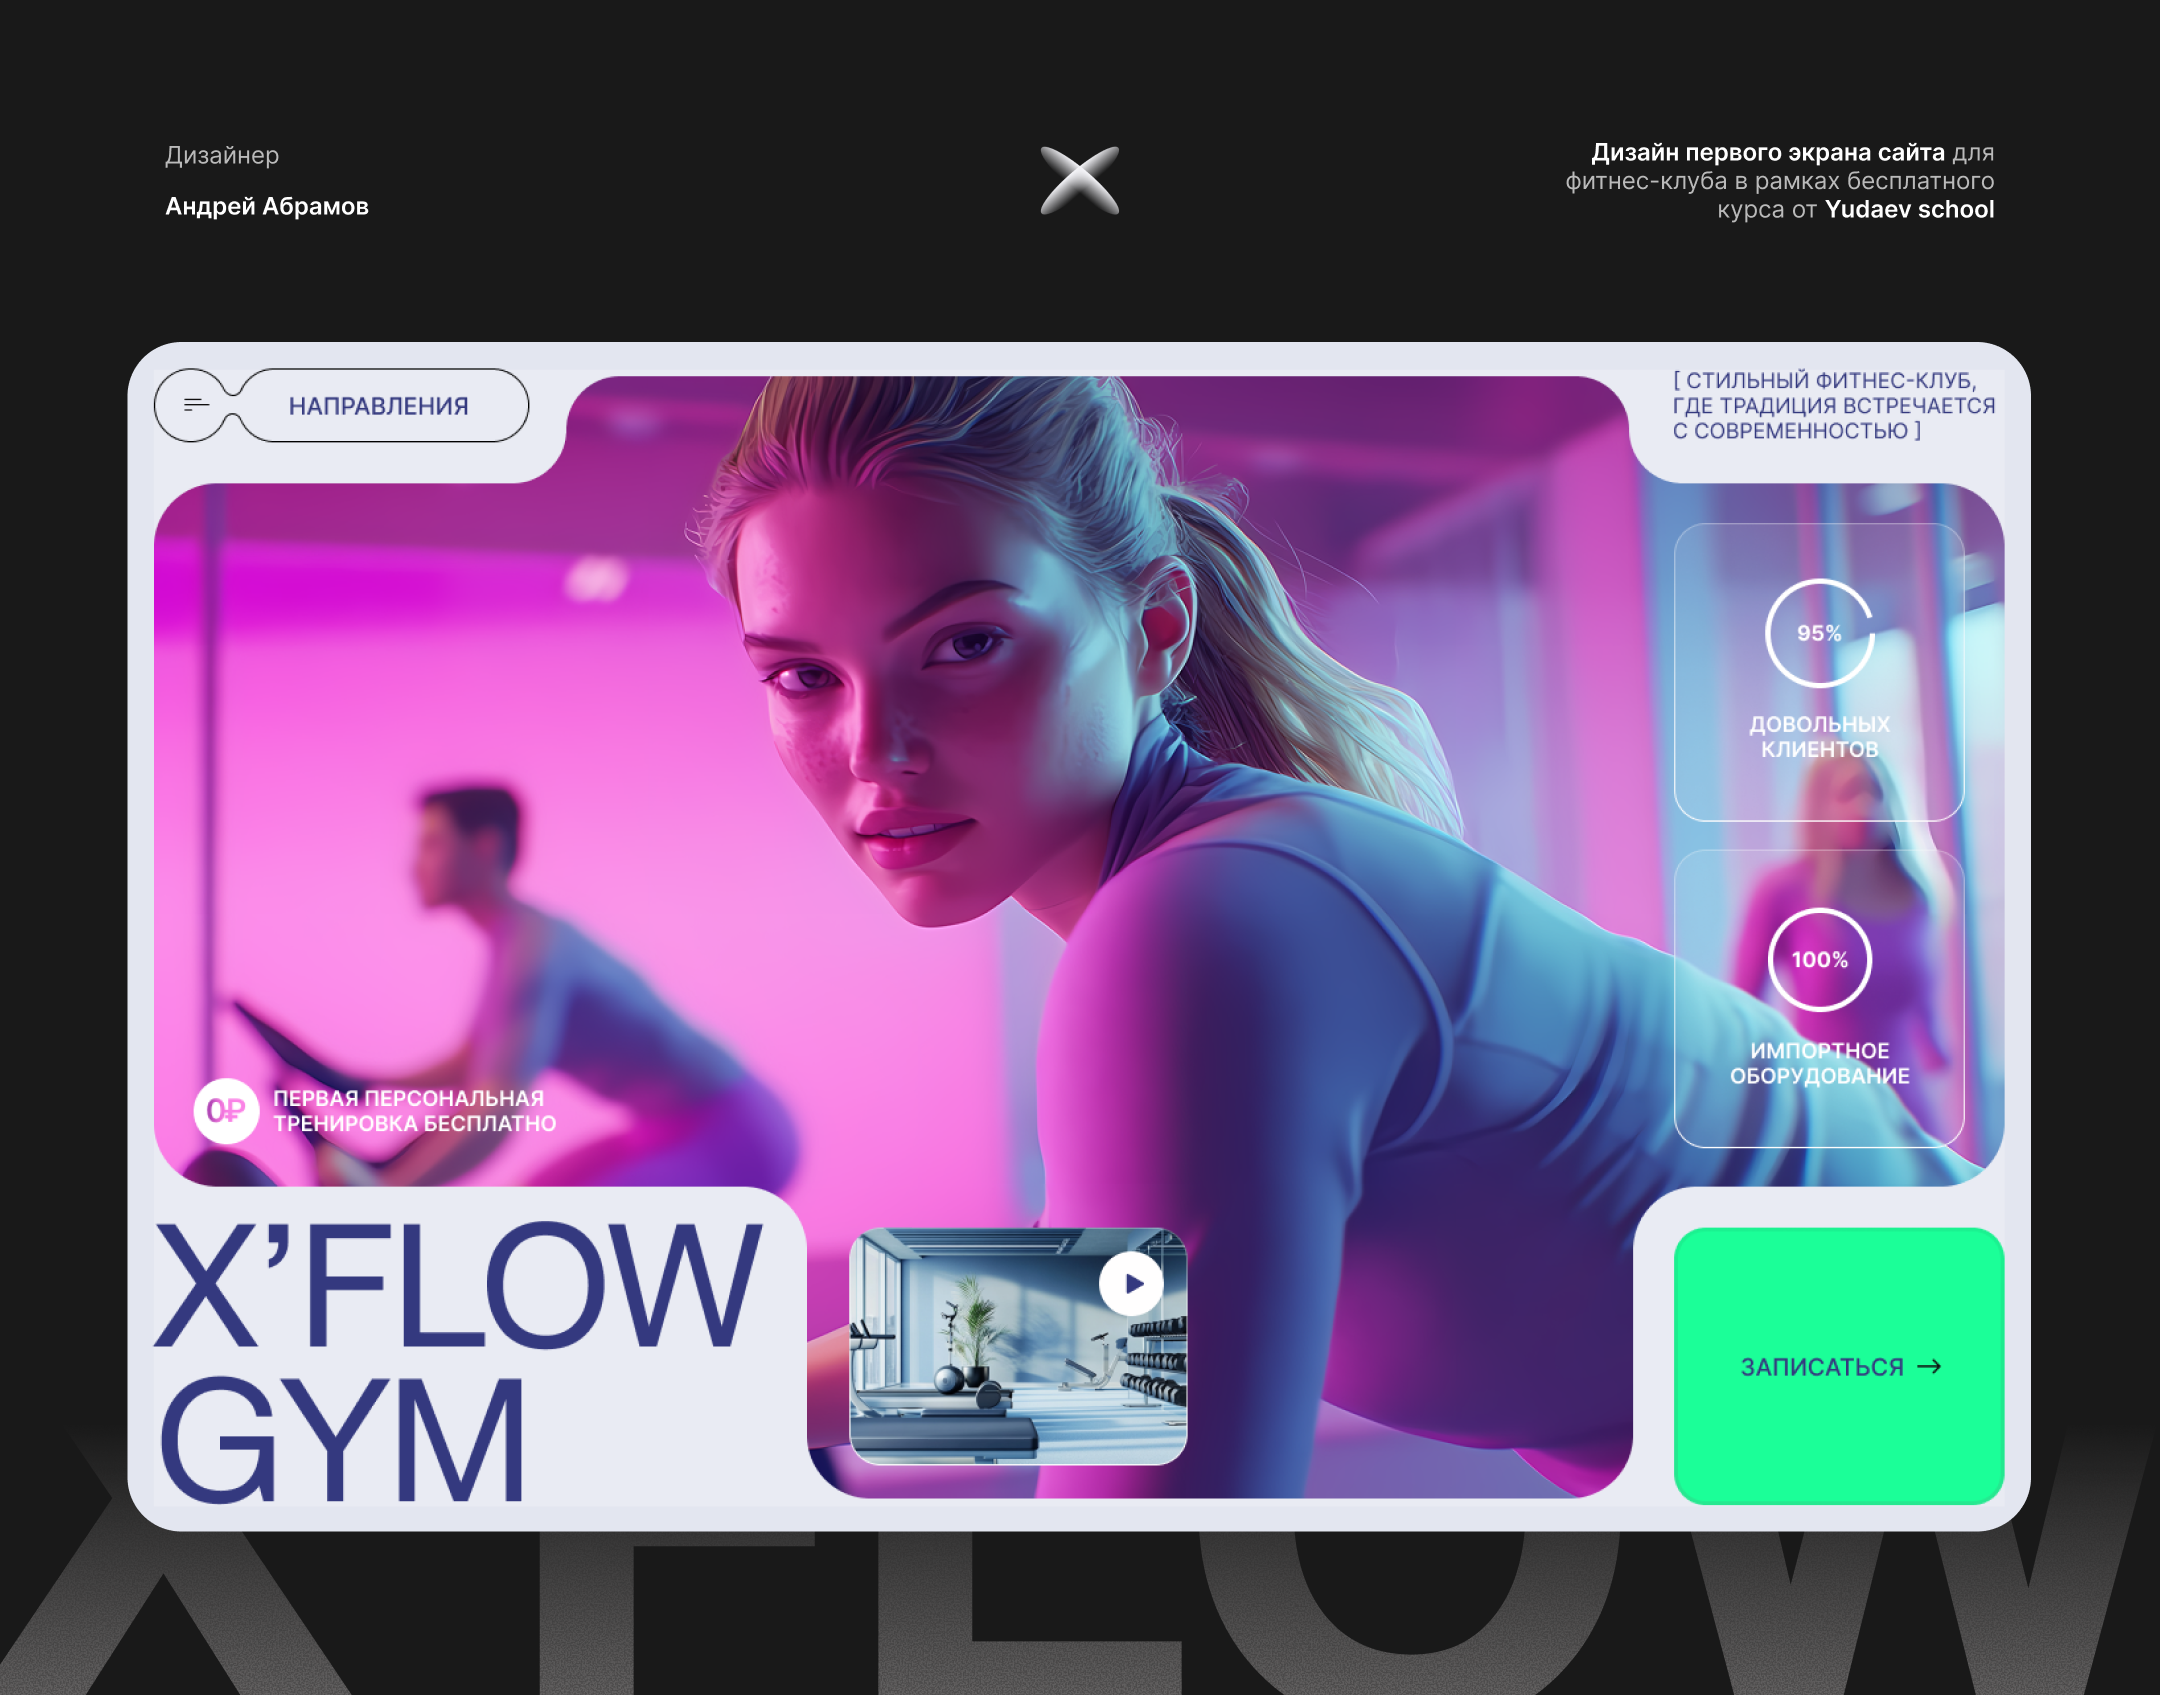 Дизайнер
Андрей Абрамов
Дизайн первого экрана сайта для
фитнес-клуба в рамках бесплатного
курса от Yudaev school
НАПРАВЛЕНИЯ
[ СТИЛЬНЫЙ ФИТНЕС-КЛУБ,
ГДЕ ТРАДИЦИЯ ВСТРЕЧАЕТСЯ
С СОВРЕМЕННОСТЬЮ ]
95%
ДОВОЛЬНЫХ
КЛИЕНТОВ
100%
ИМПОРТНОЕ
ОБОРУДОВАНИЕ
0₽
ПЕРВАЯ ПЕРСОНАЛЬНАЯ
ТРЕНИРОВКА БЕСПЛАТНО
X’FLOW
GYM
ЗАПИСАТЬСЯ →
X'FLOW